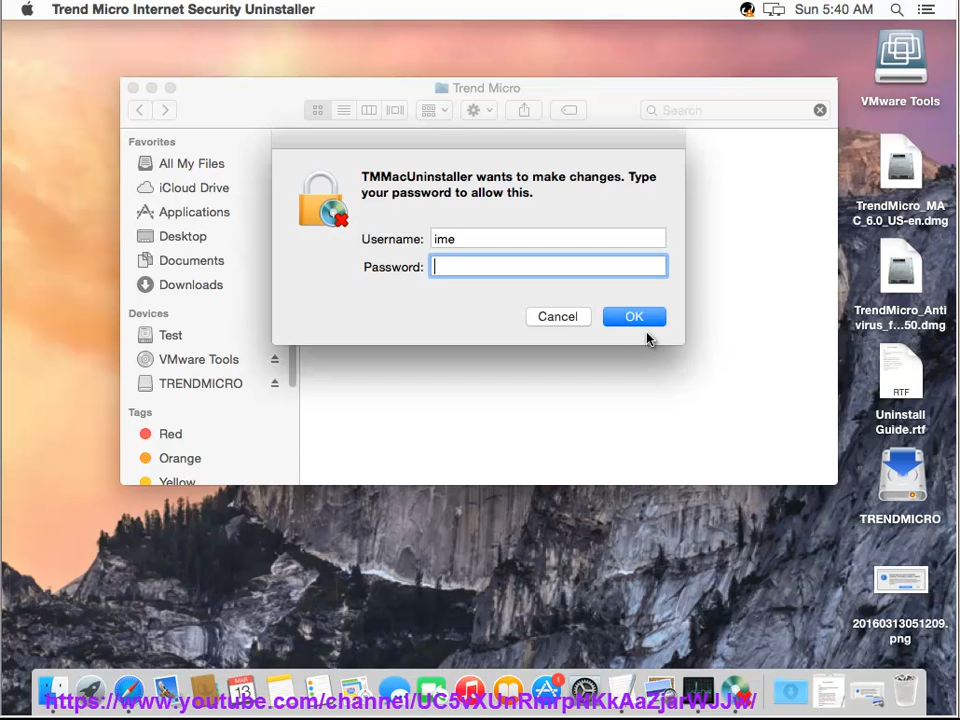 Trend Micro Internet Security Uninstaller
Sun 5:40 AM
Trend Micro
Search
Favorites
All My Files
iCloud Drive
Applications
Desktop
Documents
Downloads
Devices
Test
VMware Tools
TRENDMICRO
Tags
Red
Orange
Yellow
TMMacUninstaller wants to make changes. Type
your password to allow this.
Username: ime
Password:
Cancel
OK
VMware Tools
TrendMicro_MA
C_6.0_US-en.dmg
TrendMicro_Anti
virus_f...50.dmg
RTF
Uninstall
Guide.rtf
TRENDMICRO
20160313051209.
png
13
1